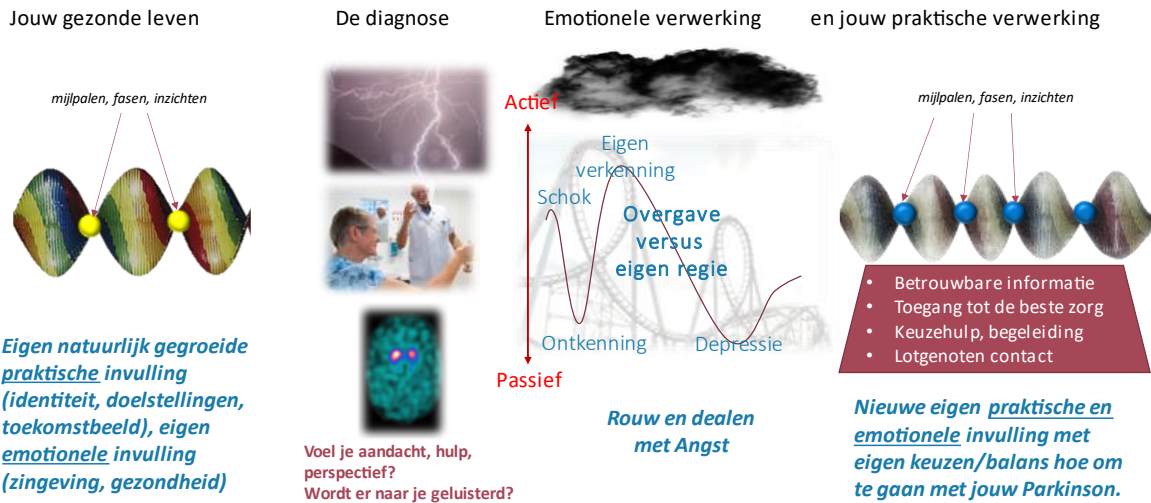 Jouw gezonde leven
De diagnose
Emotionele verwerking
en jouw praktische verwerking
mijlpalen, fasen, inzichten
Eigen natuurlijk gegroeide
praktische invulling
(identiteit, doelstellingen,
toekomstbeeld), eigen
emotionele invulling
(zingeving, gezondheid)
Voel je aandacht, hulp,
perspectief?
Wordt er naar je geluisterd?
Actief
Eigen
verkenning
Schok
Overgave
versus
eigen regie
Ontkenning
Depressie
Passief
Rouw en dealen
met Angst
mijlpalen, fasen, inzichten
• Betrouwbare informatie
• Toegang tot de beste zorg
• Keuzehulp, begeleiding
• Lotgenoten contact
Nieuwe eigen praktische en
emotionele invulling met
eigen keuzen/balans hoe om
te gaan met jouw Parkinson.